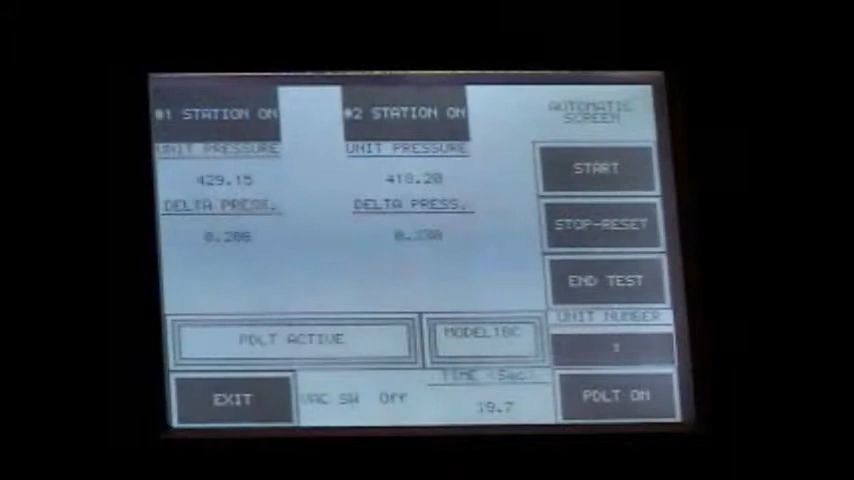 #1 STATION ON
#2 STATION ON
AUTOMATIC
SCREEN
UNIT PRESSURE
UNIT PRESSURE
START
429.15
418.20
DELTA PRESS.
DELTA PRESS.
STOP-RESET
END TEST
UNIT NUMBER
PDLT ACTIVE
TIME (Sec)
EXIT
VAC SW Off
19.7
PDLT ON